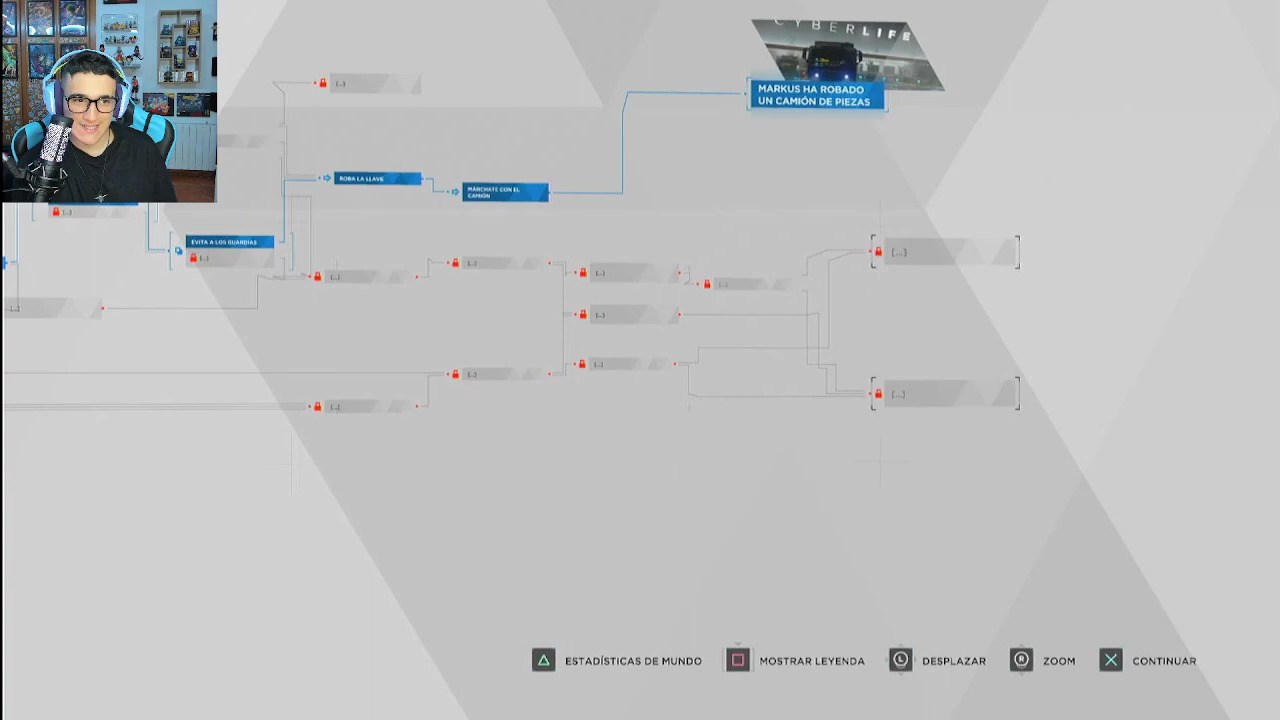 CYBERLIFE
MARKUS HA ROBADO
UN CAMIÓN DE PIEZAS
[...]
ROBA LA LLAVE
MÁRCHATE CON EL
CAMIÓN
[...]
EVITA A LOS GUARDIAS
[...]
[...]
[...]
[...]
[...]
[...]
[...]
[...]
[...]
[...]
[...]
[...]
[...]
ESTADÍSTICAS DE MUNDO
MOSTRAR LEYENDA
L
DESPLAZAR
R
ZOOM
CONTINUAR